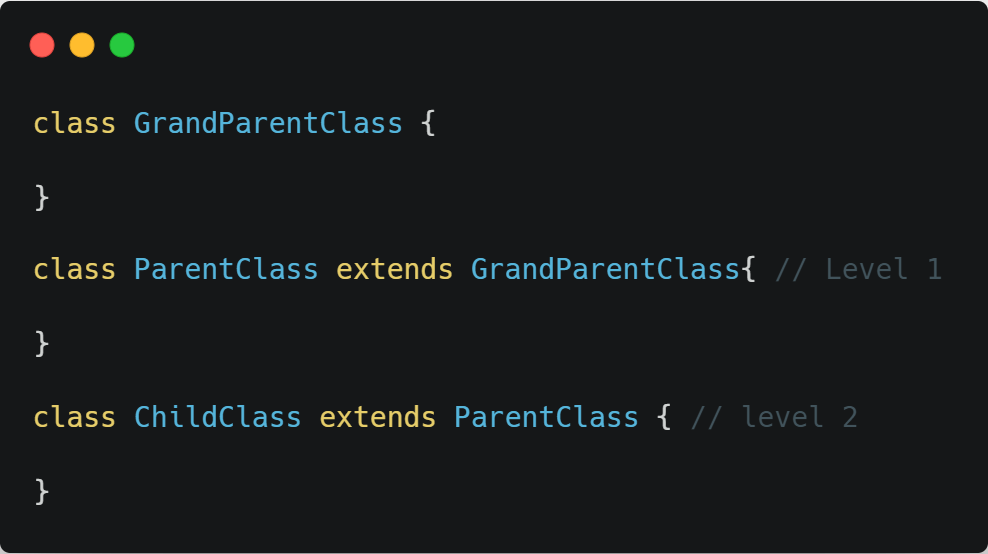 class GrandParentClass {
}
class ParentClass extends GrandParentClass{ // Level 1
}
class ChildClass extends ParentClass { // level 2
}